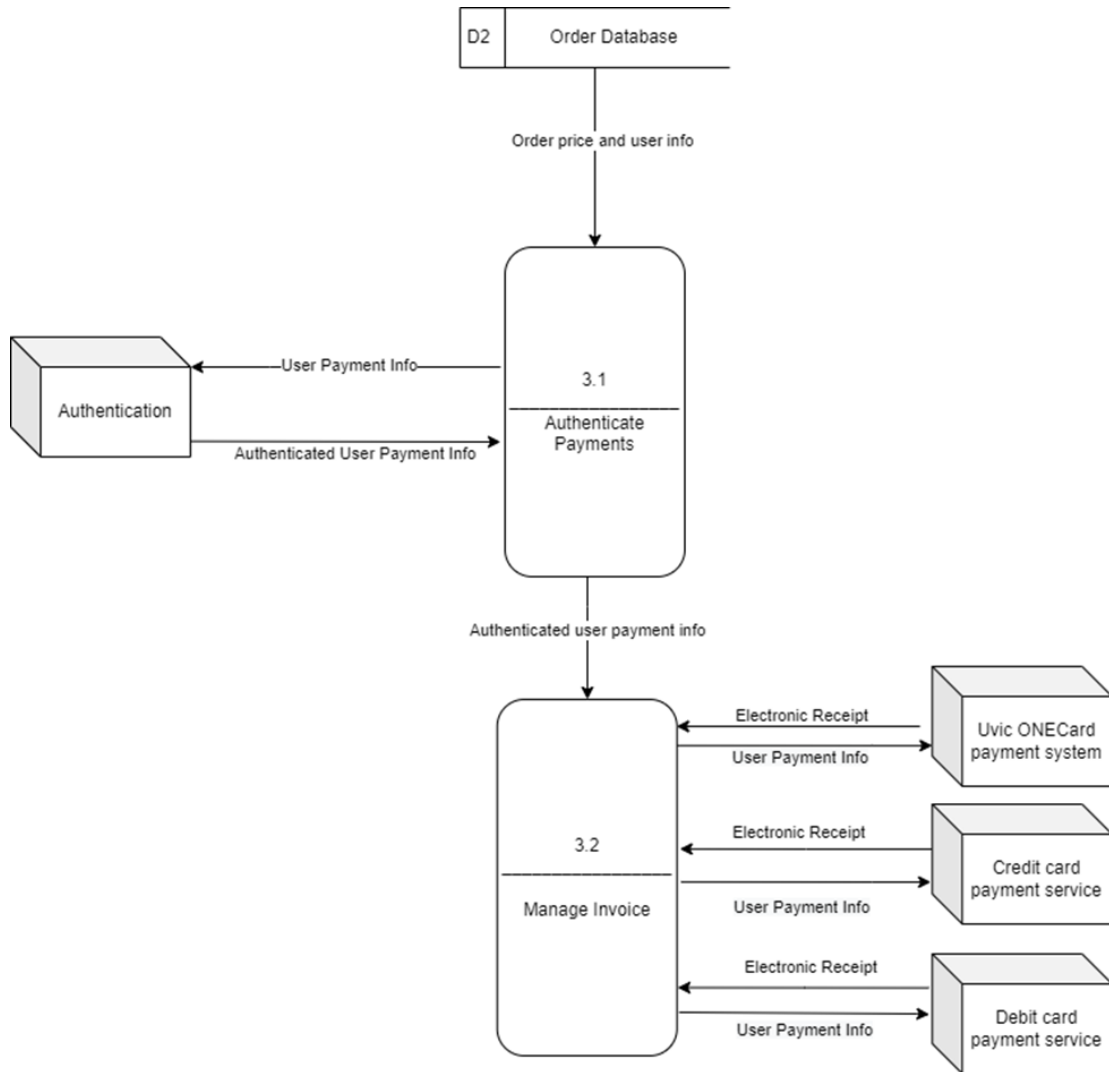 D2
Order Database
Order price and user info
User Payment Info
3.1
Authentication
Authenticate
Payments
Authenticated User Payment Info
Authenticated user payment info
Electronic Receipt
Uvic ONECard
payment system
User Payment Info
Electronic Receipt
3.2
Credit card
payment service
User Payment Info
Manage Invoice
Electronic Receipt
Debit card
payment service
User Payment Info